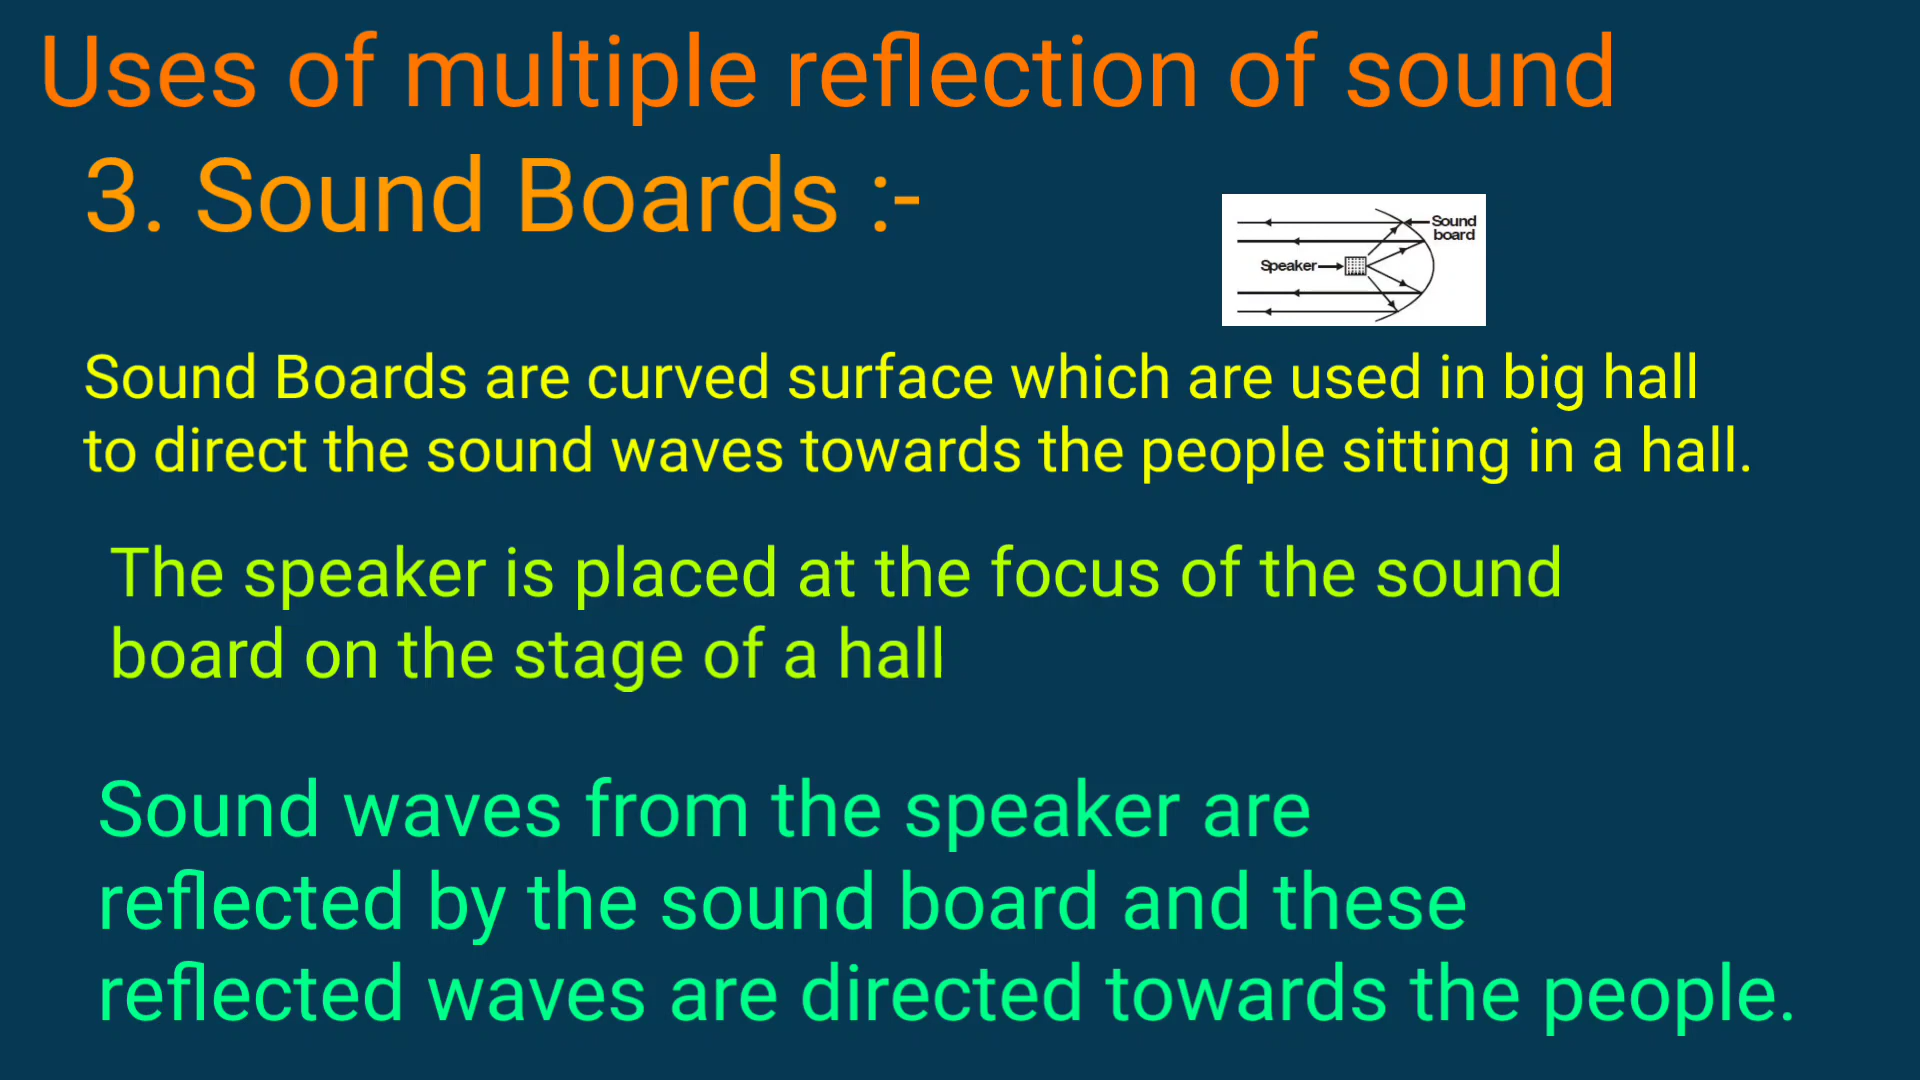 Uses of multiple reflection of sound
3. Sound Boards :-
Sound
board
Speaker
Sound Boards are curved surface which are used in big hall
to direct the sound waves towards the people sitting in a hall.
The speaker is placed at the focus of the sound
board on the stage of a hall
Sound waves from the speaker are
reflected by the sound board and these
reflected waves are directed towards the people.